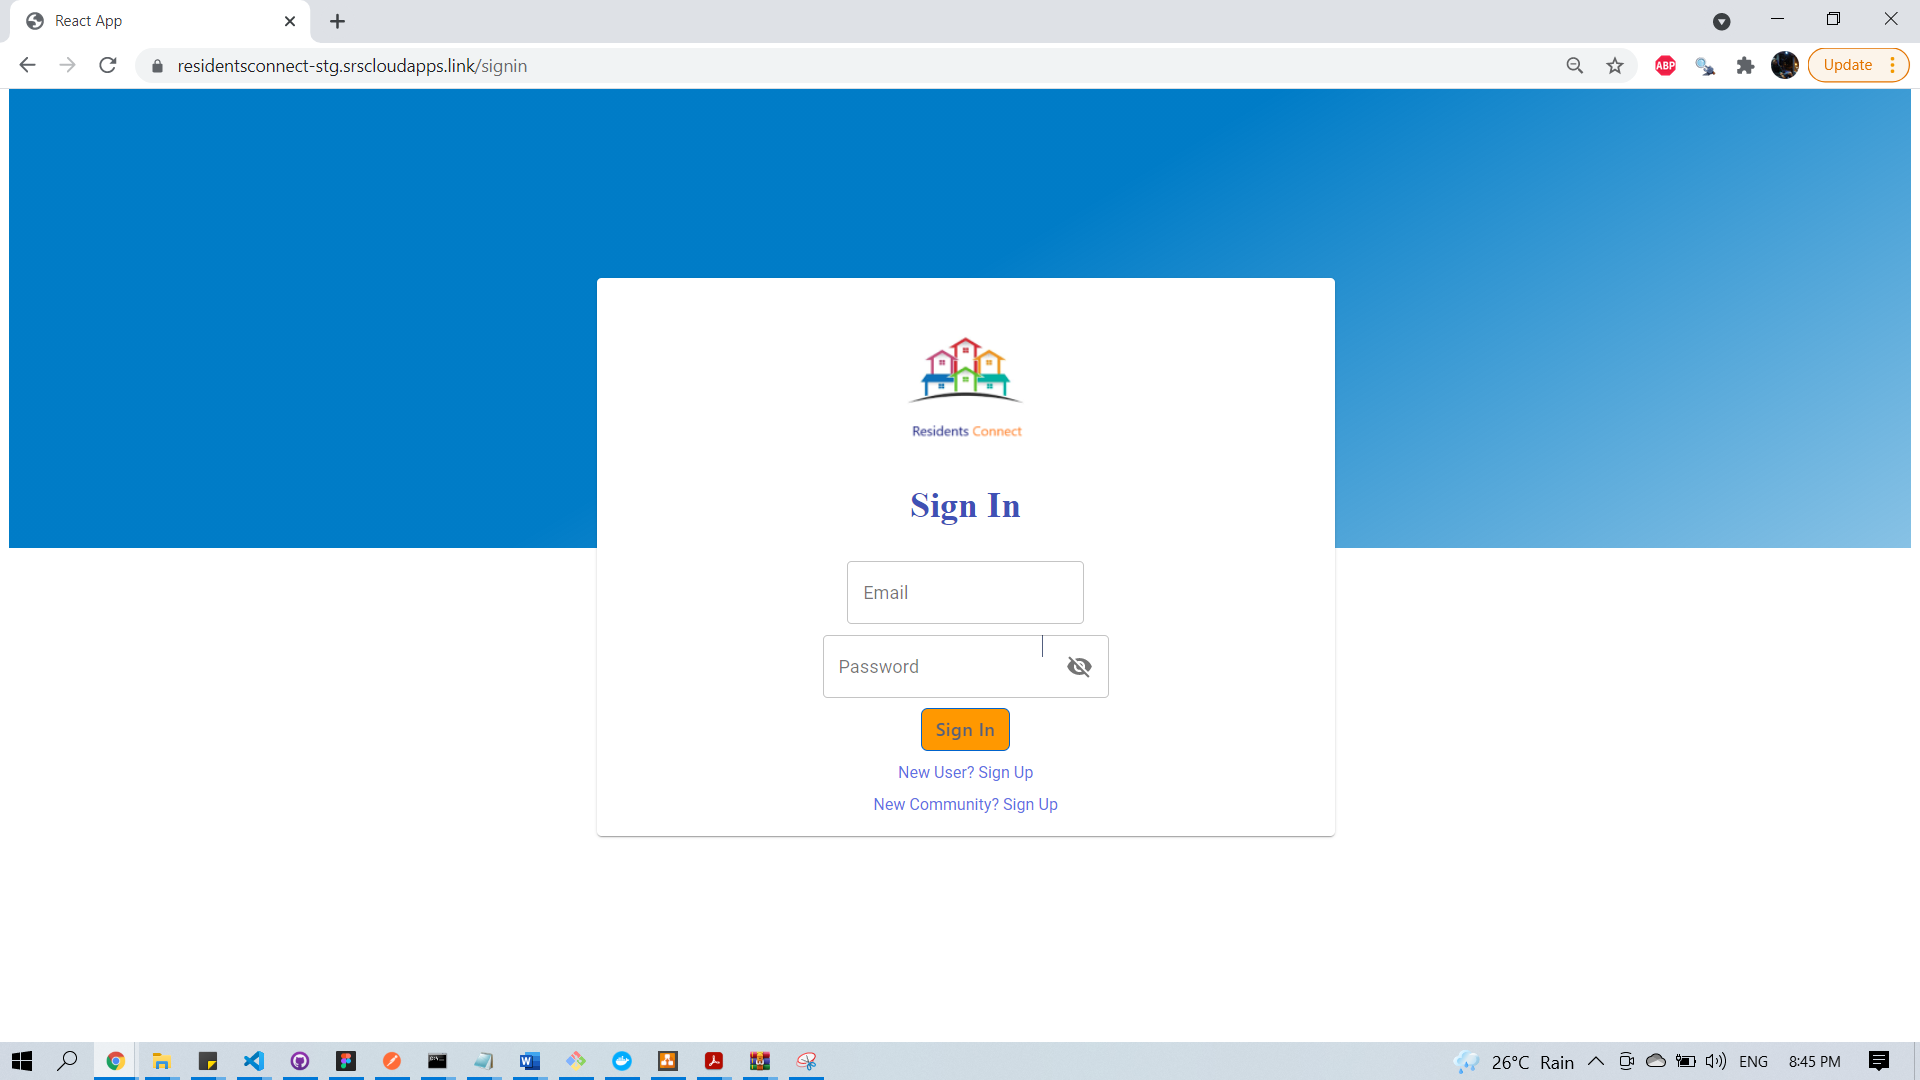 React App
residentsconnect-stg.srscloudapps.link/signin
ABP
Update
Residents Connect
Sign In
Email
Password
Sign In
New User? Sign Up
New Community? Sign Up
26°C Rain
ENG
8:45 PM